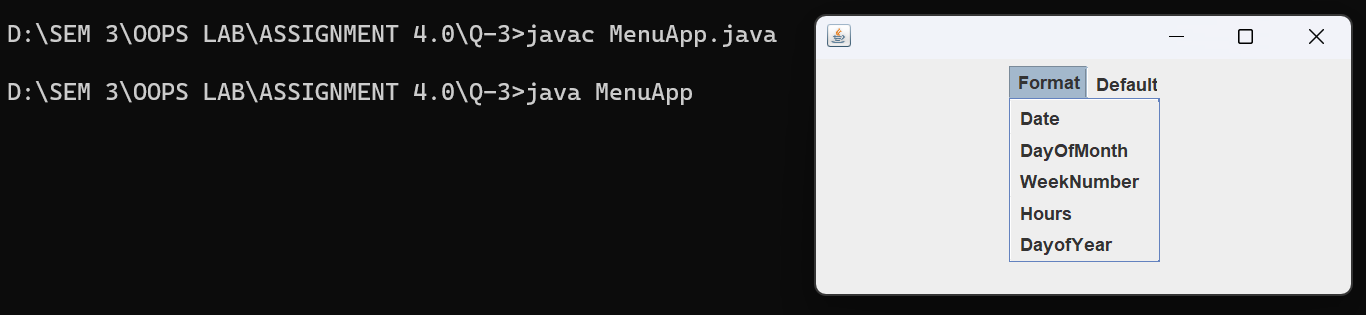 D:\SEM 3\OOPS LAB\ASSIGNMENT 4.0\Q-3>javac MenuApp.java
D:\SEM 3\OOPS LAB\ASSIGNMENT 4.0\Q-3>java MenuApp
Format Default
Date
DayOfMonth
WeekNumber
Hours
DayofYear